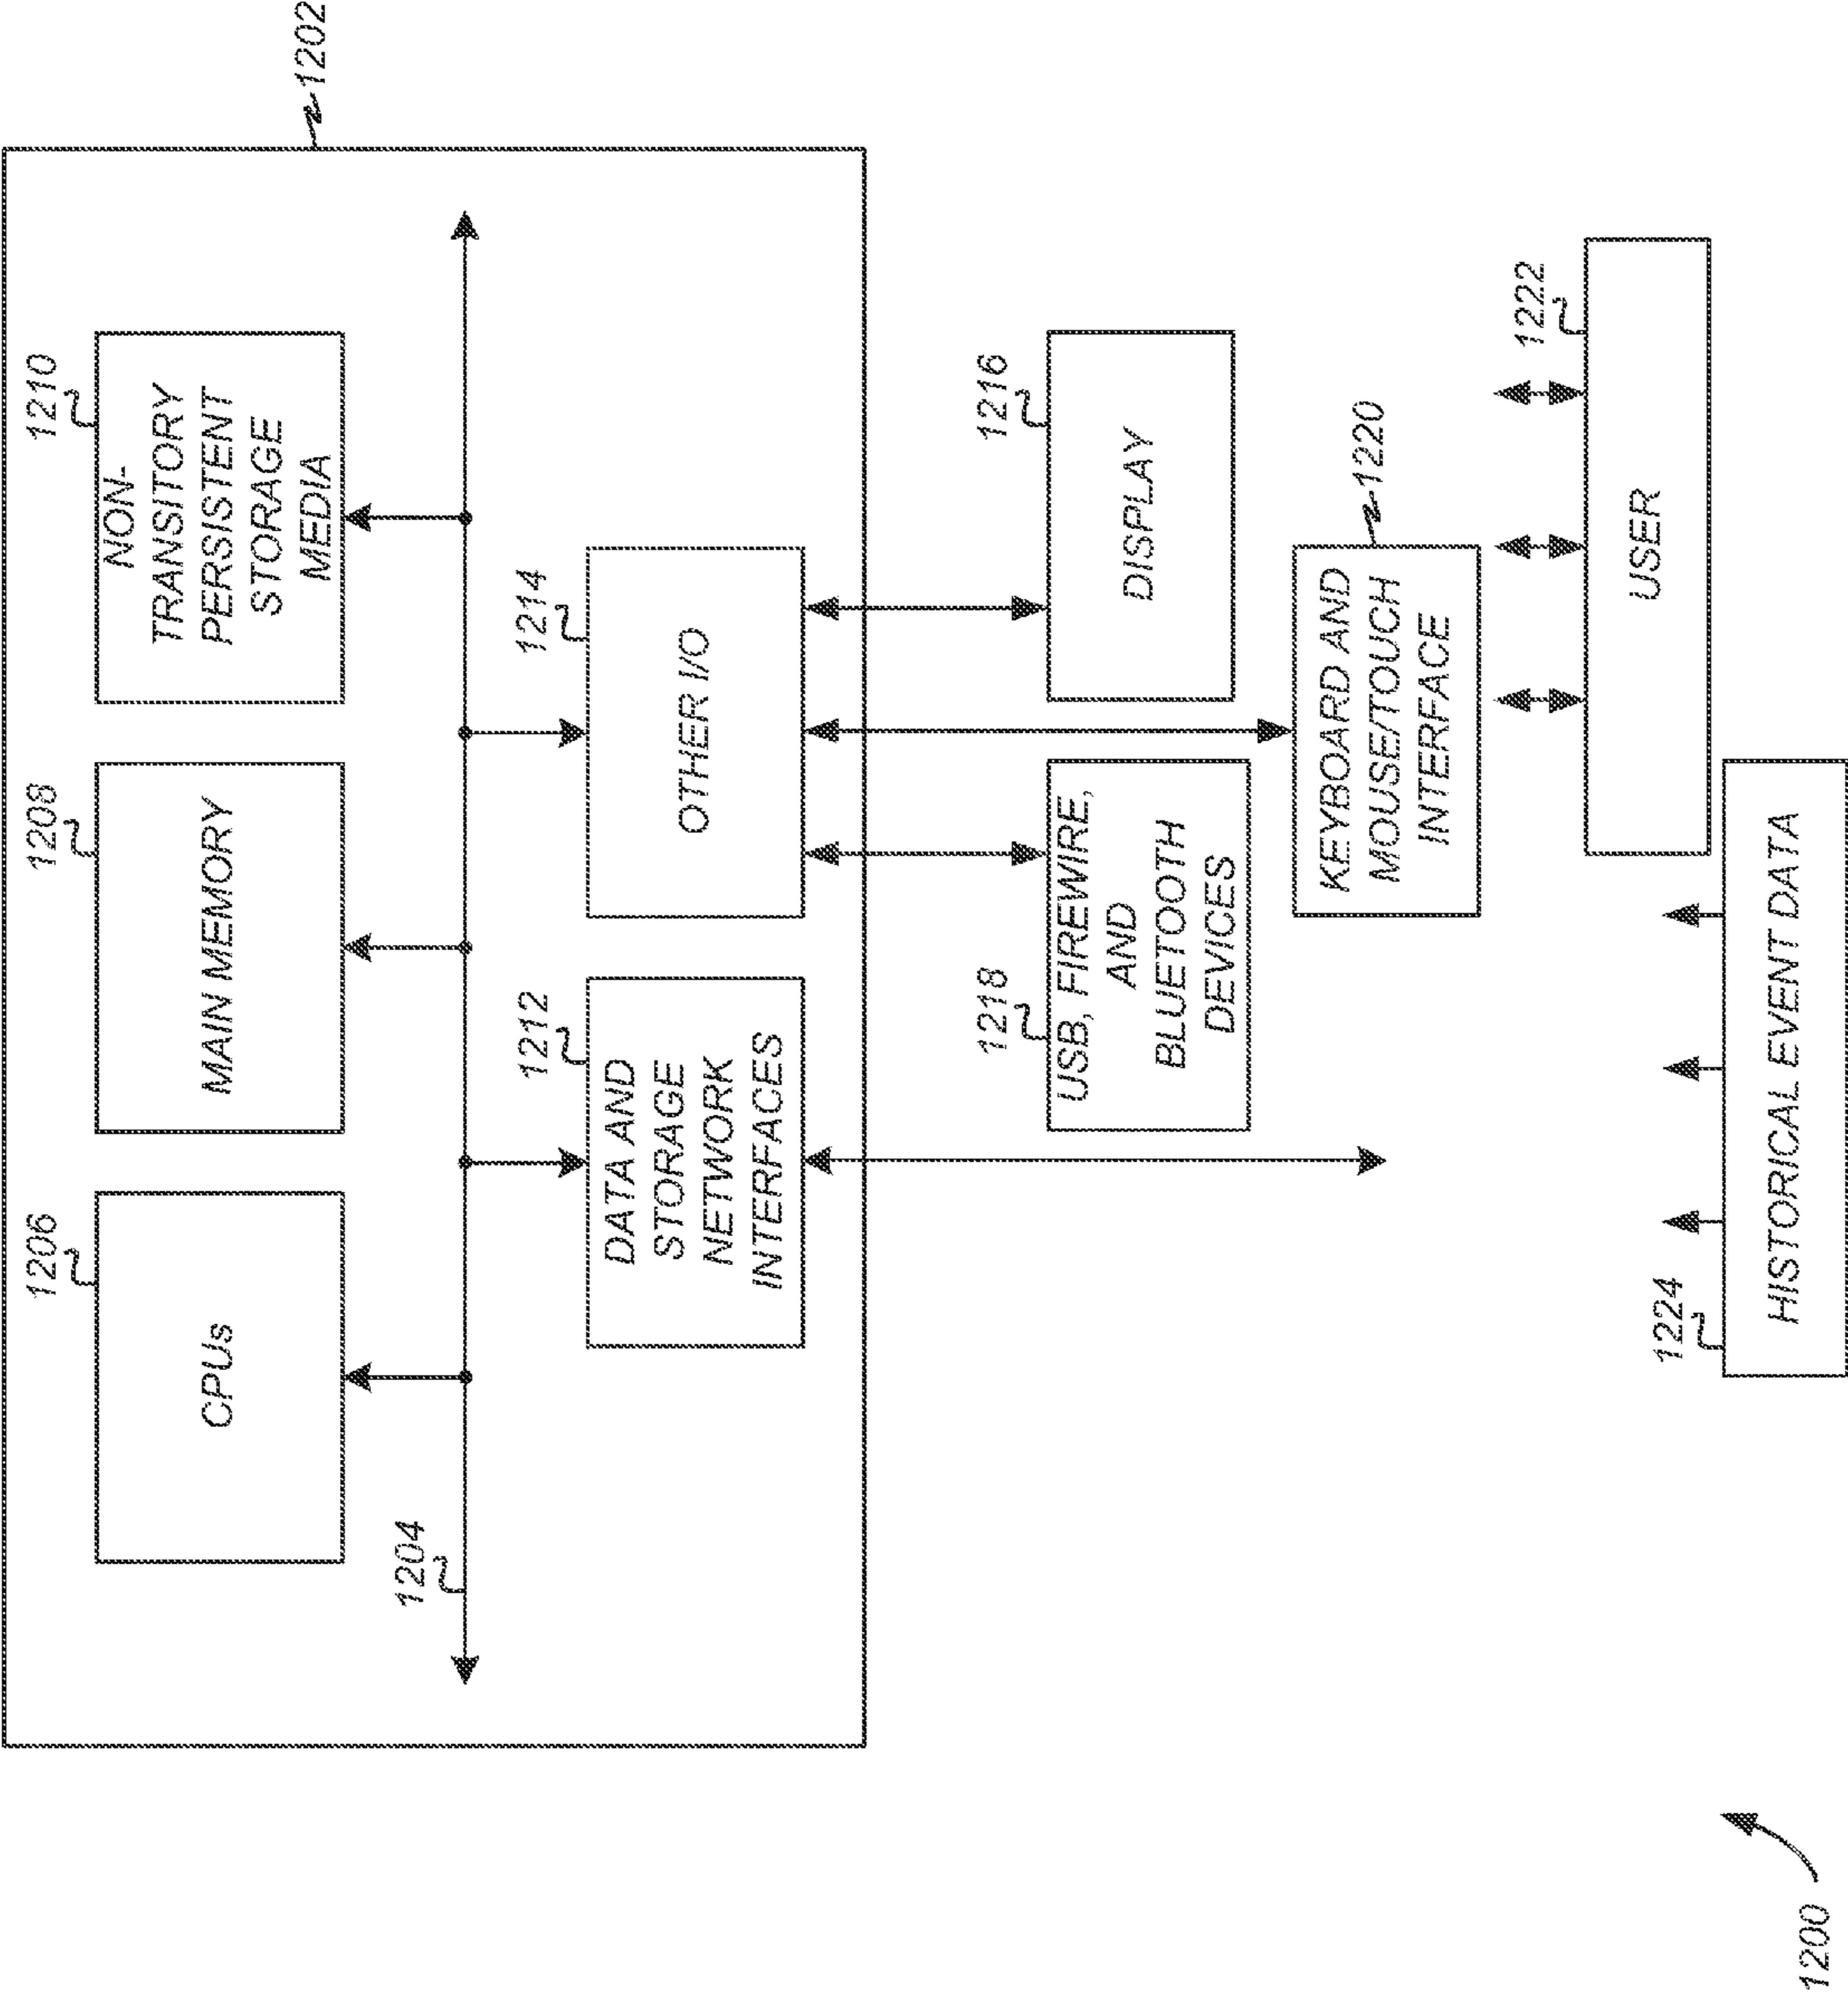 1202
1206
CPUs
1208
MAIN MEMORY
1210
NON-
TRANSITORY
PERSISTENT
STORAGE
MEDIA
1204
1212
DATA AND
STORAGE
NETWORK
INTERFACES
1214
OTHER I/O
1218
USB, FIREWIRE,
AND
BLUETOOTH
DEVICES
1216
DISPLAY
1220
KEYBOARD AND
MOUSE/TOUCH
INTERFACE
1222
USER
1224
HISTORICAL EVENT DATA
1200